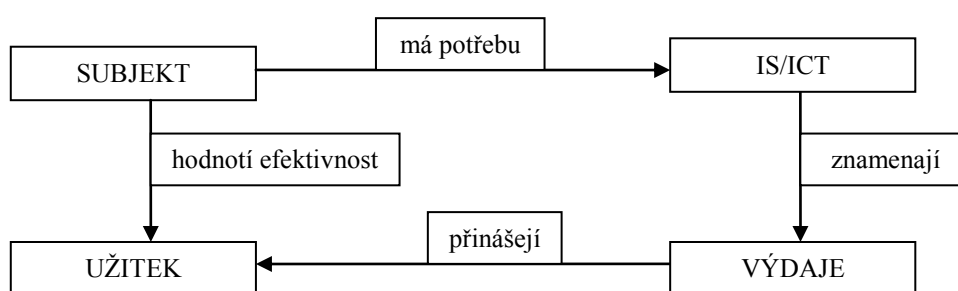 má potřebu
SUBJEKT
IS/ICT
hodnotí efektivnost
znamenají
přinášejí
UŽITEK
VÝDAJE